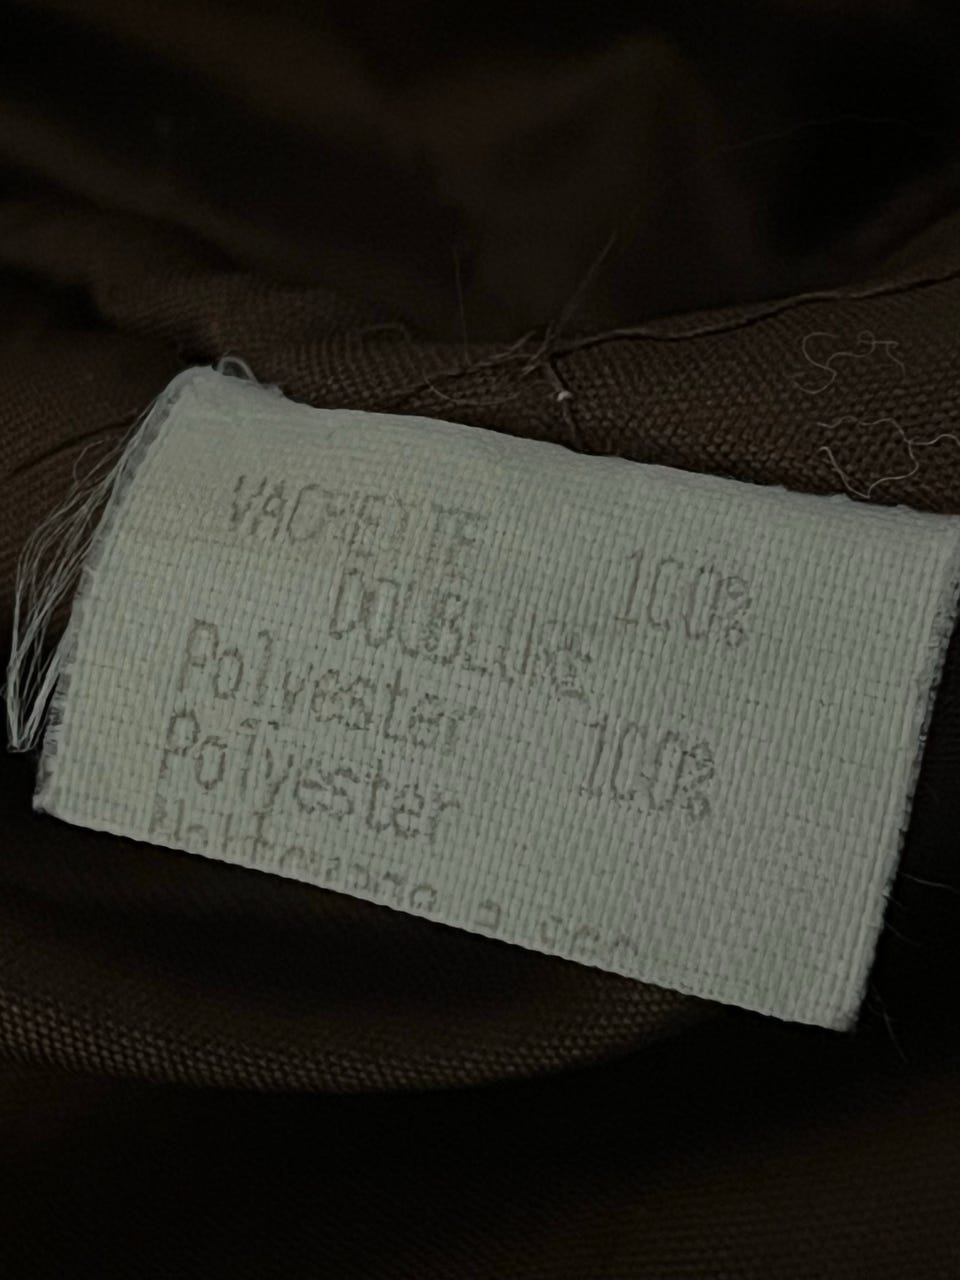 VACHETTE 100%
DOUBLURE
Polyester
Polyester 100%